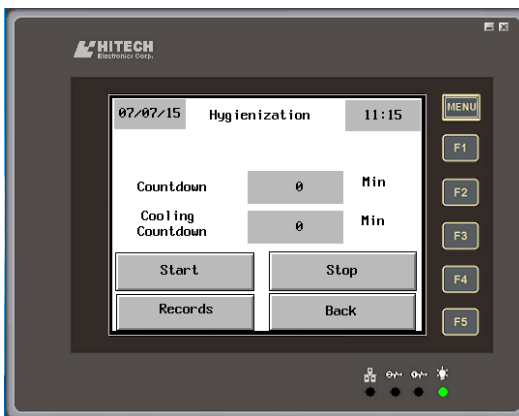 HITECH
Electronics Corp.
07/07/15 Hygienization 11:15
MENU
F1
Countdown 0 Min
F2
Cooling
Countdown 0 Min
F3
Start Stop
F4
Records Back
F5